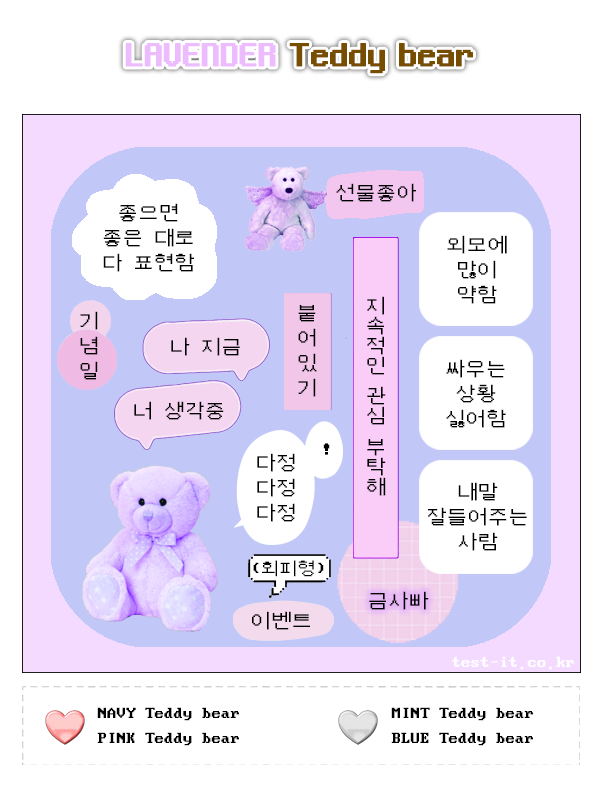 LAVENDER Teddy bear
좋으면
좋은 대로
다 표현함
선물좋아
외모에
많이
약함
기
념
일
나 지금
너 생각중
붙
어
있
기
지속적인 관심 부탁해
싸우는
상황
싫어함
다정
다정
다정
!
내말
잘들어주는
사람
(회피형)
이벤트
금사빠
test-it.co.kr
NAVY Teddy bear
PINK Teddy bear
MINT Teddy bear
BLUE Teddy bear